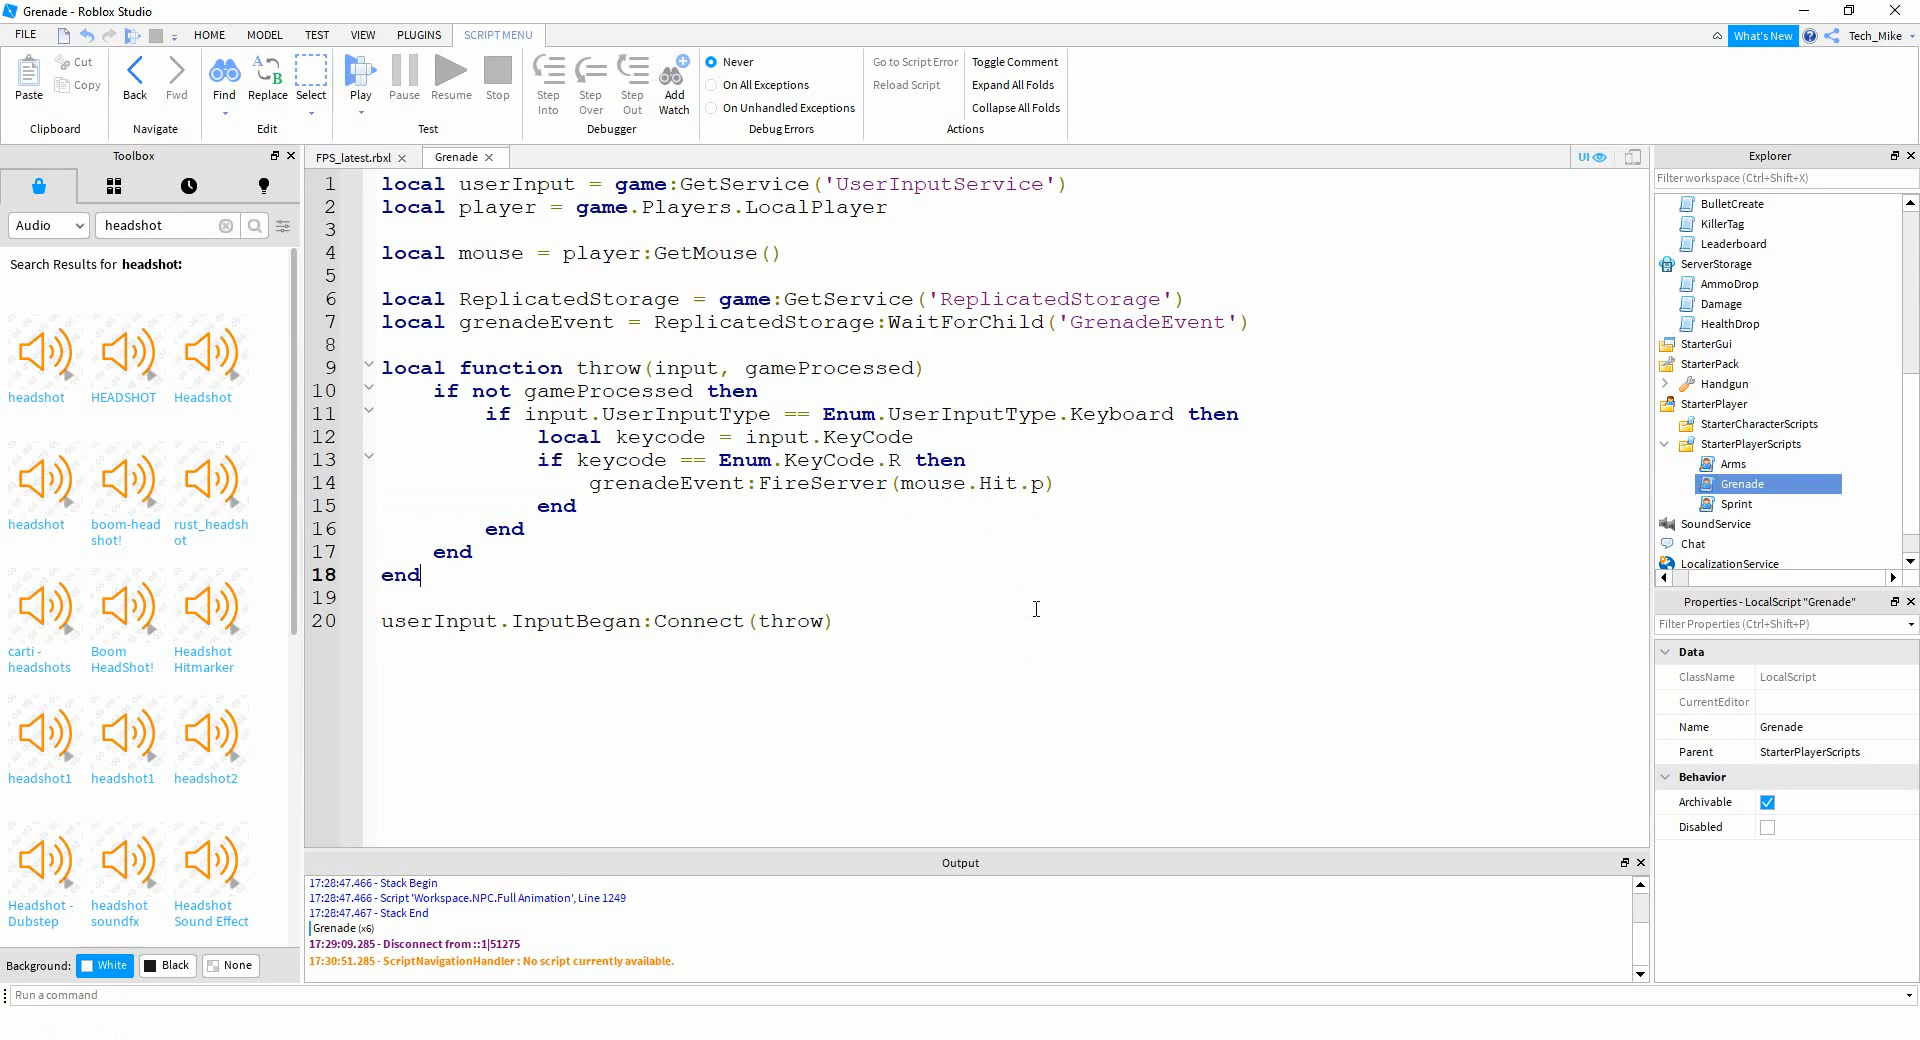 Grenade - Roblox Studio
FILE
HOME
MODEL
TEST
VIEW
PLUGINS
SCRIPT MENU
What's New
Tech_Mike
Paste
Cut
Copy
Clipboard
Back
Fwd
Navigate
Find
Replace
Select
Edit
Play
Pause
Resume
Stop
Test
Step Into
Step Over
Step Out
Add Watch
Debugger
Never
On All Exceptions
On Unhandled Exceptions
Debug Errors
Go to Script Error
Reload Script
Toggle Comment
Expand All Folds
Collapse All Folds
Actions
Toolbox
Audio
headshot
Search Results for headshot:
headshot
HEADSHOT
Headshot
headshot
boom-head
shot!
rust_headsh
ot
carti -
headshots
Boom
HeadShot!
Headshot
Hitmarker
headshot1
headshot1
headshot2
Headshot -
Dubstep
headshot
soundfx
Headshot
Sound Effect
Background:
White
Black
None
FPS_latest.rbxl
Grenade
UI
1 local userInput = game:GetService('UserInputService')
2 local player = game.Players.LocalPlayer
3
4 local mouse = player:GetMouse()
5
6 local ReplicatedStorage = game:GetService('ReplicatedStorage')
7 local grenadeEvent = ReplicatedStorage:WaitForChild('GrenadeEvent')
8
9 local function throw(input, gameProcessed)
10 if not gameProcessed then
11 if input.UserInputType == Enum.UserInputType.Keyboard then
12 local keycode = input.KeyCode
13 if keycode == Enum.KeyCode.R then
14 grenadeEvent:FireServer(mouse.Hit.p)
15 end
16 end
17 end
18 end
19
20 userInput.InputBegan:Connect(throw)
Output
17:28:47.466 - Stack Begin
17:28:47.466 - Script 'Workspace.NPC.Full Animation', Line 1249
17:28:47.467 - Stack End
Grenade (x6)
17:29:09.285 - Disconnect from ::1|51275
17:30:51.285 - ScriptNavigationHandler : No script currently available.
Run a command
Explorer
Filter workspace (Ctrl+Shift+X)
BulletCreate
KillerTag
Leaderboard
ServerStorage
AmmoDrop
Damage
HealthDrop
StarterGui
StarterPack
Handgun
StarterPlayer
StarterCharacterScripts
StarterPlayerScripts
Arms
Grenade
Sprint
SoundService
Chat
LocalizationService
Properties - LocalScript "Grenade"
Filter Properties (Ctrl+Shift+P)
Data
ClassName LocalScript
CurrentEditor
Name Grenade
Parent StarterPlayerScripts
Behavior
Archivable
Disabled